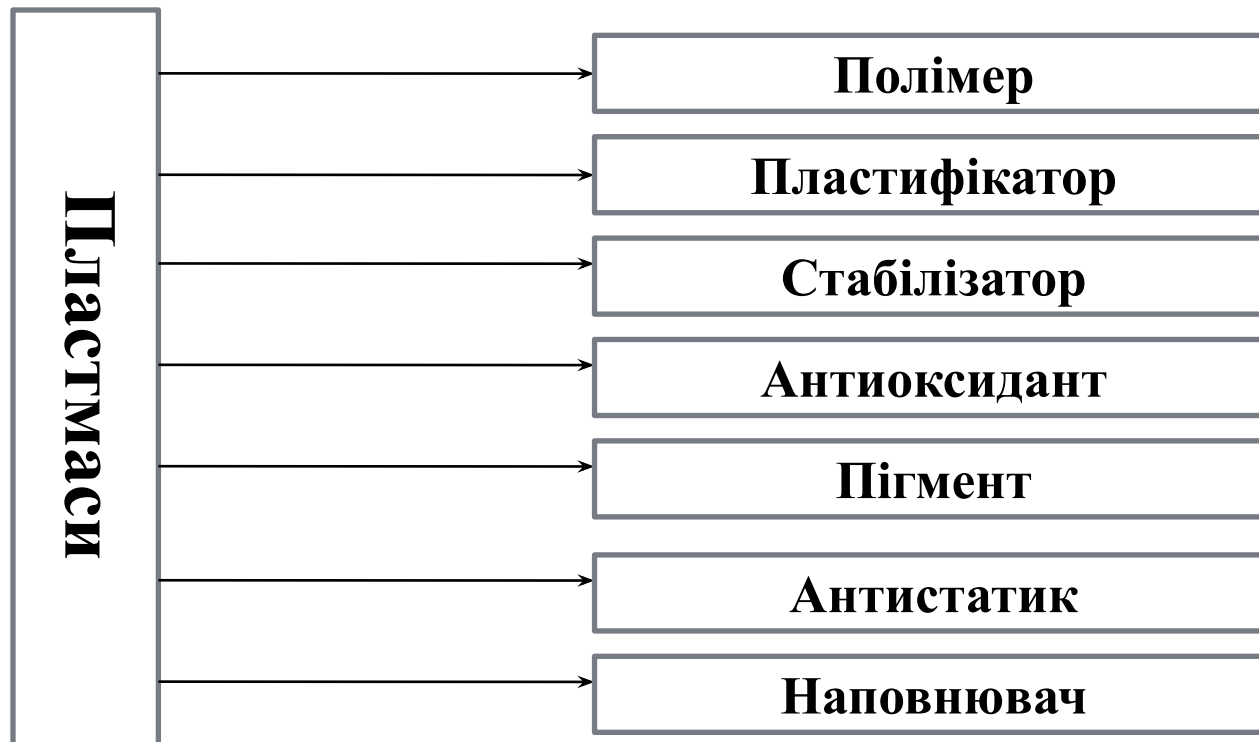 Пластмаси
Полімер
Пластифікатор
Стабілізатор
Антиоксидант
Пігмент
Антистатик
Наповнювач